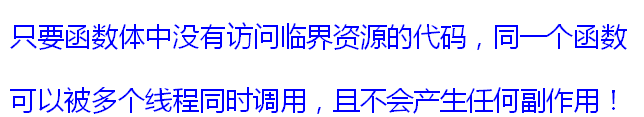 只要函数体中没有访问临界资源的代码，同一个函数
可以被多个线程同时调用，且不会产生任何副作用！